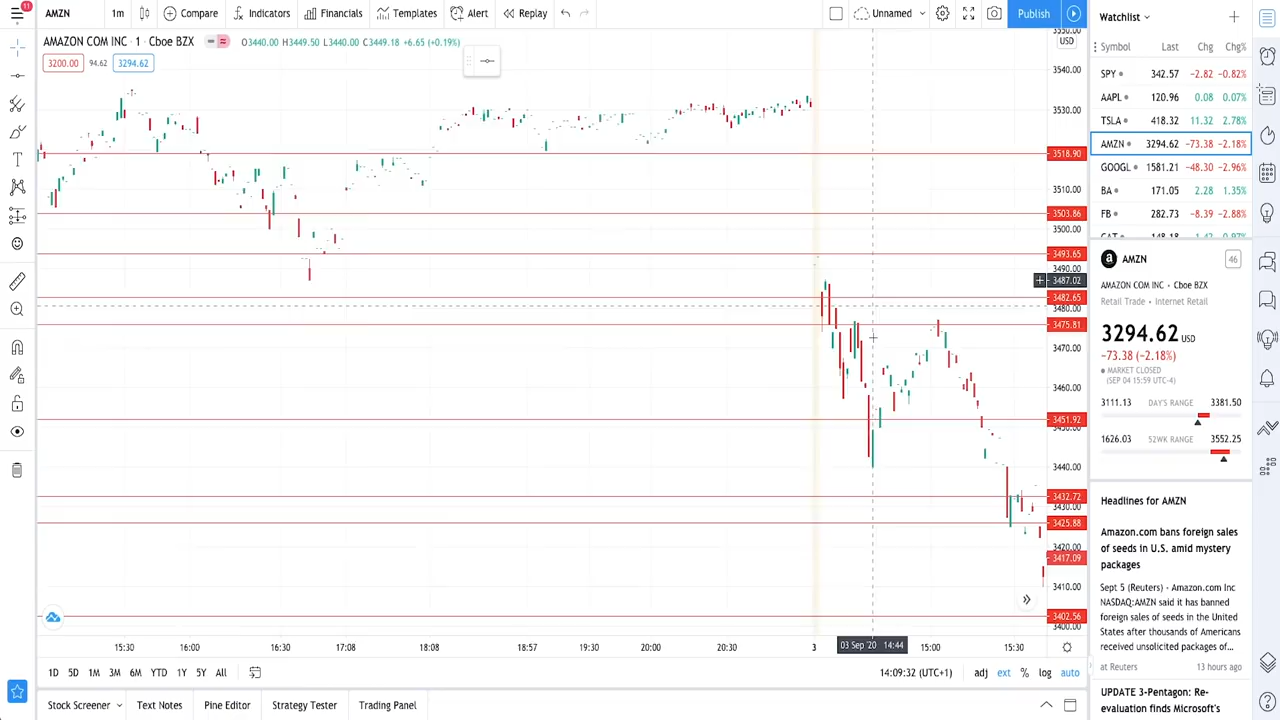 11
AMZN 1m Compare Indicators Financials Templates Alert Replay Unnamed Publish
AMAZON COM INC · 1 · Cboe BZX O3440.00 H3449.50 L3440.00 C3449.18 +6.65 (+0.19%)
3200.00 94.62 3294.62
USD
3550.00
3540.00
3530.00
3518.90
3510.00
3503.86
3500.00
3493.65
3490.00
3487.02
3482.65
3480.00
3475.81
3470.00
3460.00
3451.92
3450.00
3440.00
3432.72
3430.00
3425.88
3420.00
3417.09
3410.00
3402.56
3400.00
15:30 16:00 16:30 17:08 18:08 18:57 19:30 20:00 20:30 3 03 Sep '20 14:44 15:00 15:30
1D 5D 1M 3M 6M YTD 1Y 5Y All 14:09:32 (UTC+1) adj ext % log auto
Stock Screener Text Notes Pine Editor Strategy Tester Trading Panel
Watchlist
Symbol Last Chg Chg%
SPY 342.57 −2.82 −0.82%
AAPL 120.96 0.08 0.07%
TSLA 418.32 11.32 2.78%
AMZN 3294.62 −73.38 −2.18%
GOOGL 1581.21 −48.30 −2.96%
BA 171.05 2.28 1.35%
FB 282.73 −8.39 −2.88%
CAT 148.18 1.42 0.97%
AMZN 46
AMAZON COM INC • Cboe BZX
Retail Trade • Internet Retail
3294.62 USD
−73.38 (−2.18%)
MARKET CLOSED
(SEP 04 15:59 UTC-4)
3111.13 DAY'S RANGE 3381.50
1626.03 52WK RANGE 3552.25
Headlines for AMZN
Amazon.com bans foreign sales
of seeds in U.S. amid mystery
packages
Sept 5 (Reuters) - Amazon.com Inc
NASDAQ:AMZN said it has banned
foreign sales of seeds in the United
States after thousands of Americans
received unsolicited packages of...
at Reuters 13 hours ago
UPDATE 3-Pentagon: Re-
evaluation finds Microsoft's